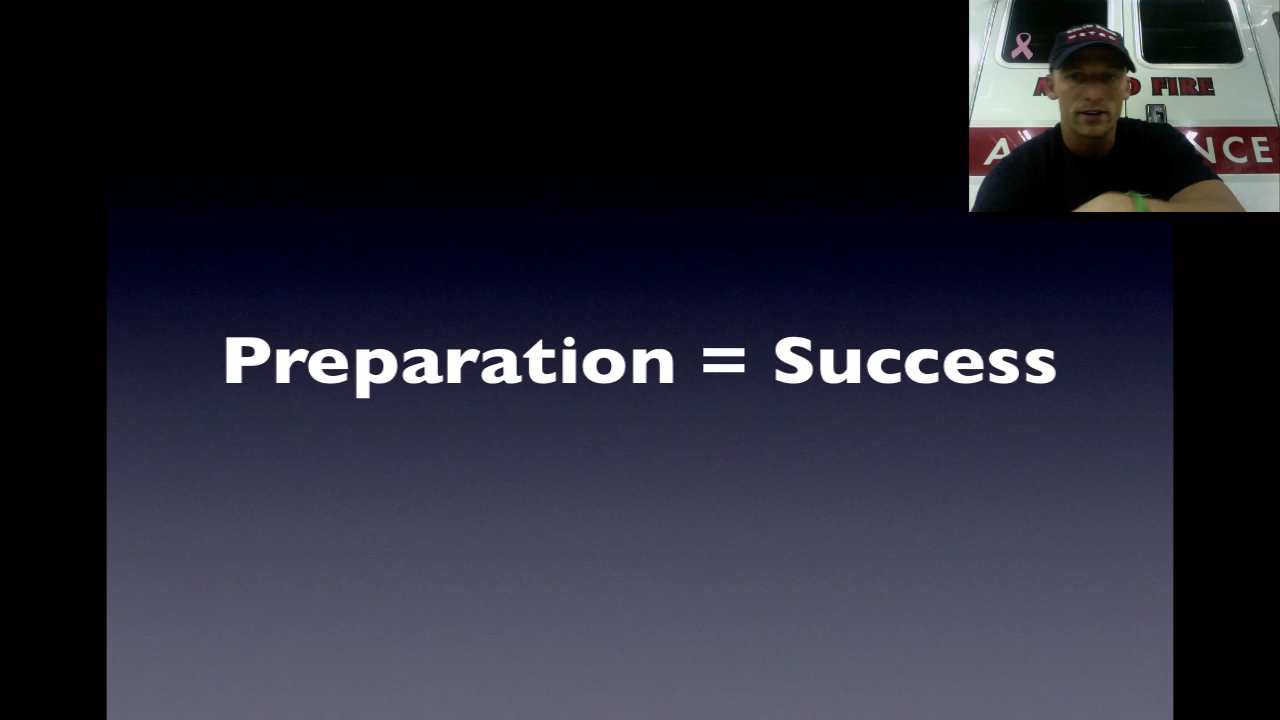 FIRE
Preparation = Success